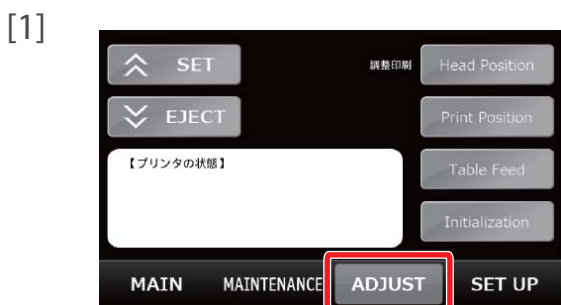 [1]
SET
調整印刷
Head Position
EJECT
Print Position
【プリンタの状態】
Table Feed
Initialization
MAIN
MAINTENANCE
ADJUST
SET UP